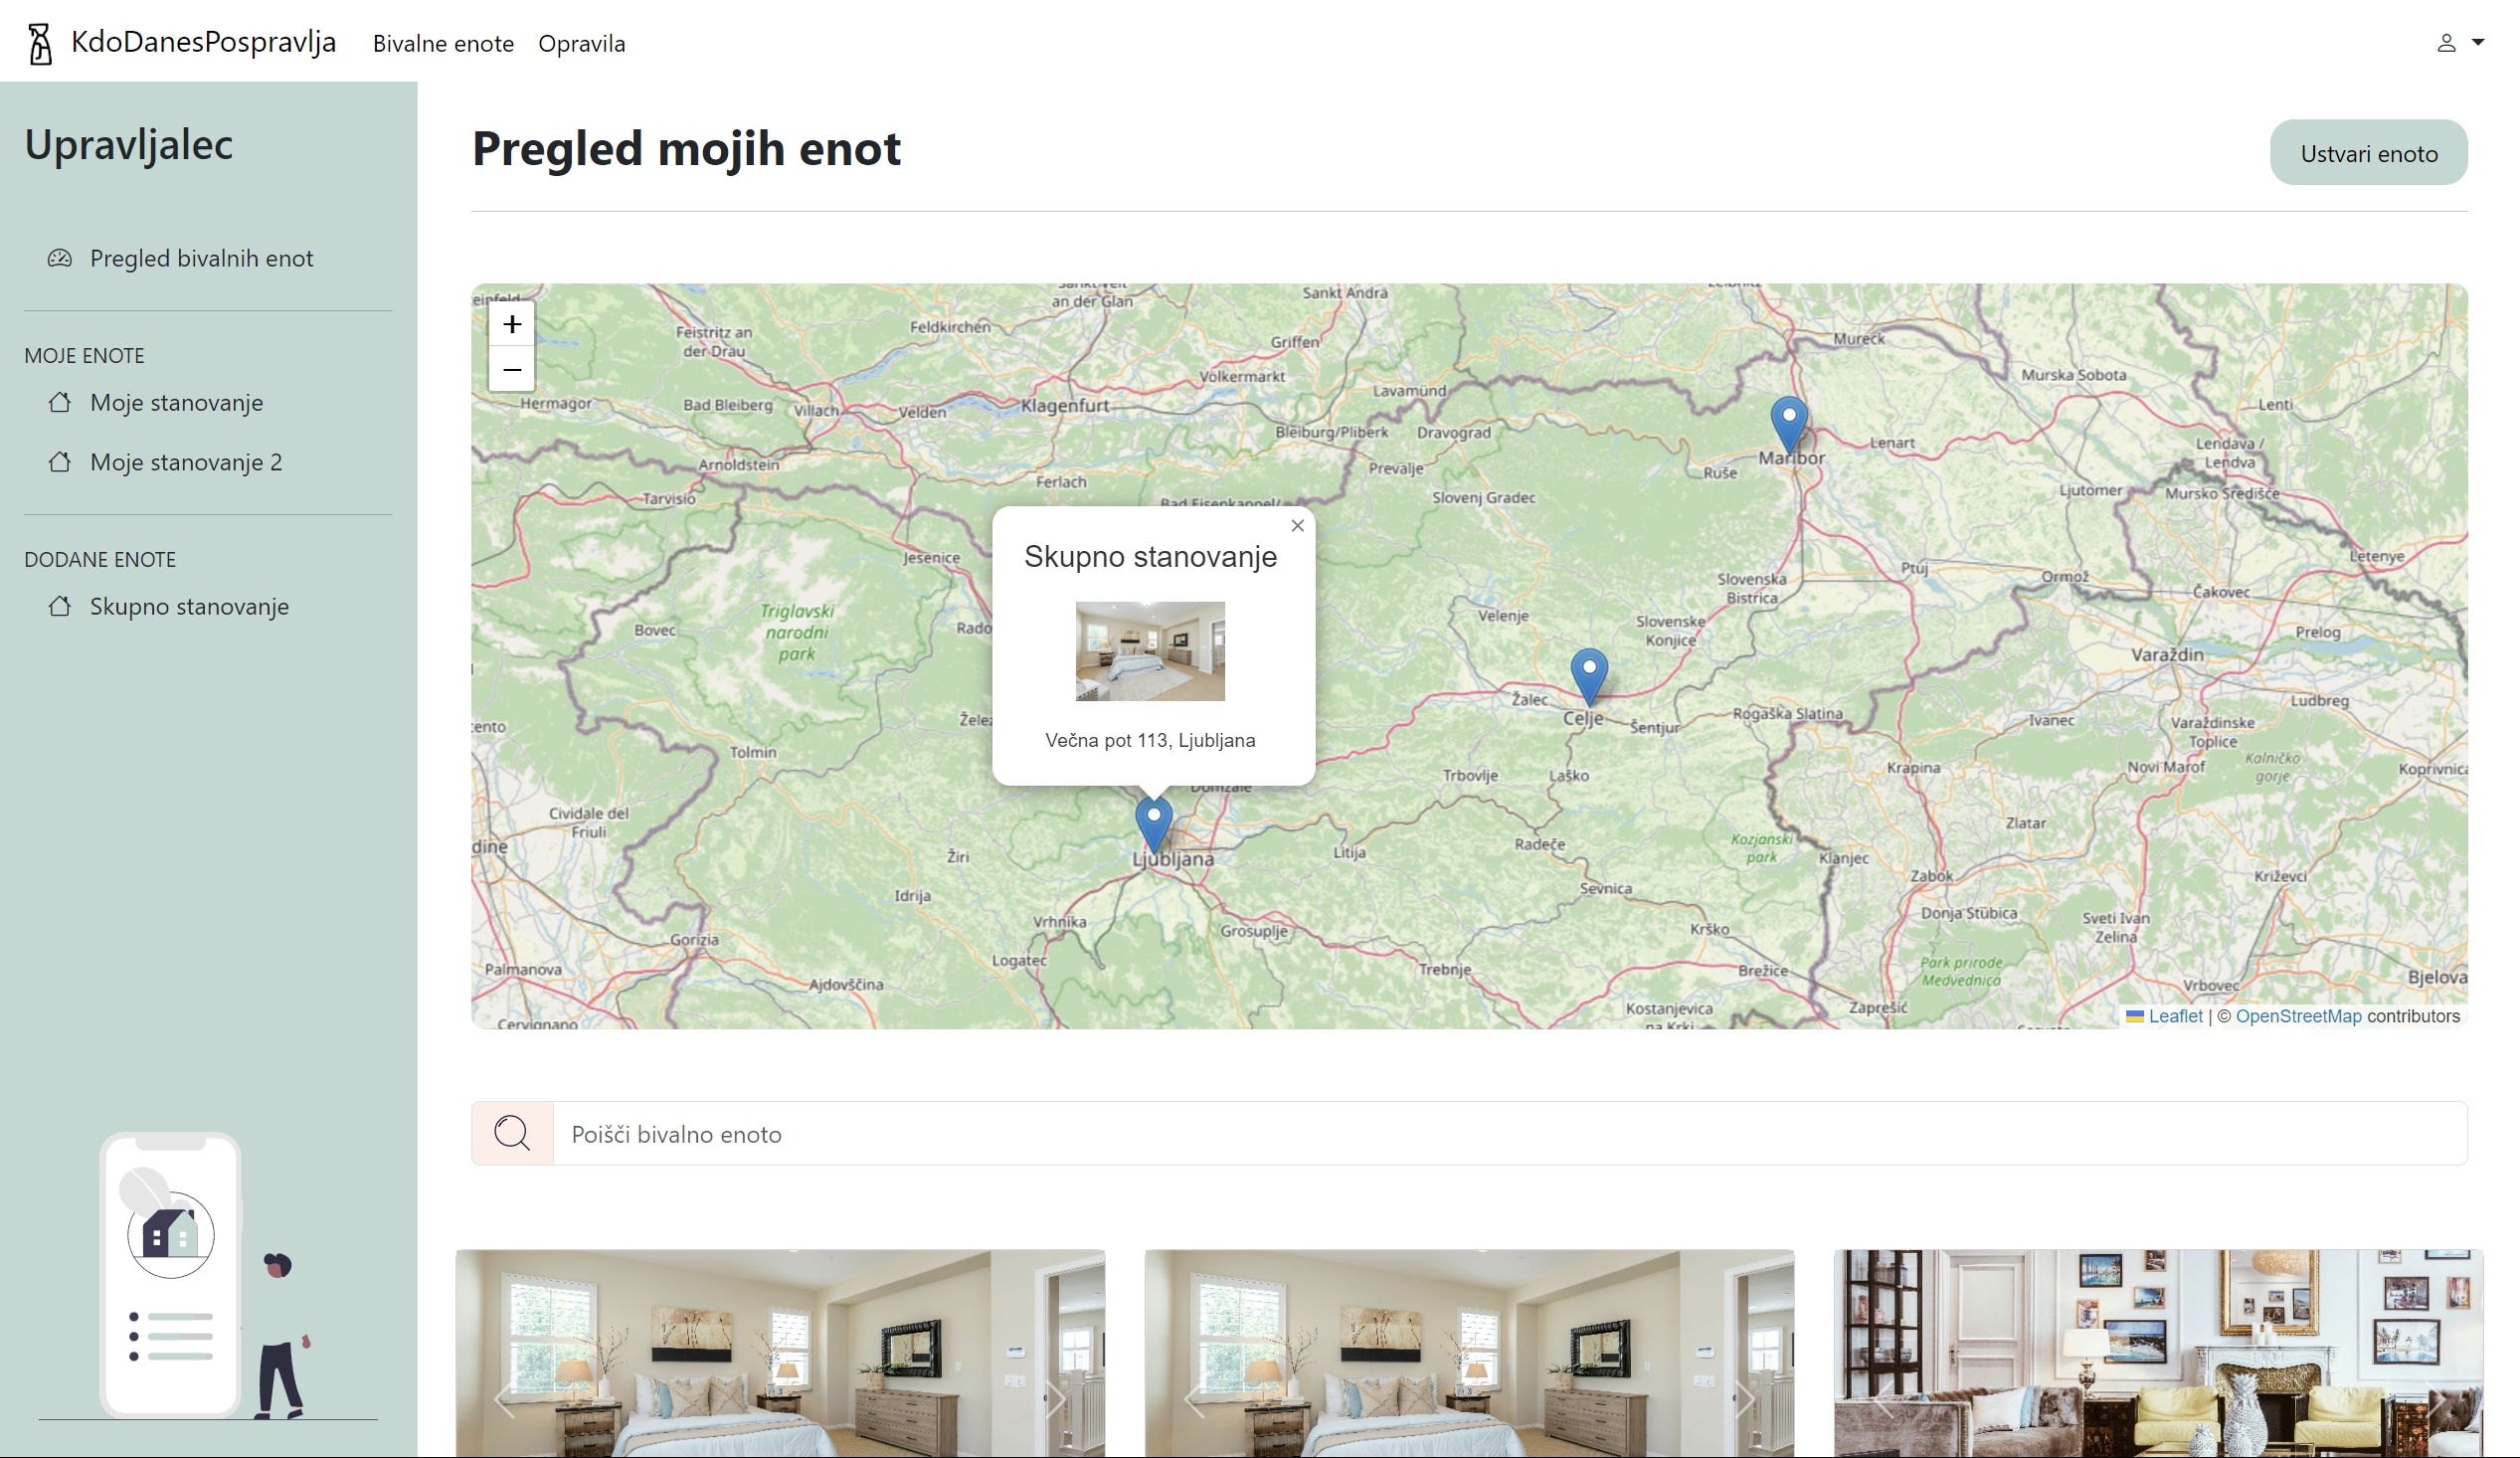 KdoDanesPospravlja
Bivalne enote
Opravila
Upravljalec
Pregled bivalnih enot
MOJE ENOTE
Moje stanovanje
Moje stanovanje 2
DODANE ENOTE
Skupno stanovanje
Pregled mojih enot
Ustvari enoto
+
−
an der Glan
Sankt Andrä
Feistritz an
der Drau
Feldkirchen
Griffen
Mureck
Völkermarkt
Lavamünd
Murska Sobota
Hermagor
Bad Bleiberg
Villach
Velden
Klagenfurt
Lenti
Bleiburg/Pliberk
Dravograd
Lenart
Lendava /
Lendva
Arnoldstein
Prevalje
Ruše
Maribor
Ferlach
Tarvisio
Slovenj Gradec
Ljutomer
Mursko Središče
Jesenice
Letenye
Ptuj
Ormož
Slovenska
Bistrica
Čakovec
Triglavski
narodni
park
Velenje
Slovenske
Konjice
Bovec
Prelog
Varaždin
Žalec
Celje
Šentjur
Rogaška Slatina
Ludbreg
Ivanec
Varaždinske
Toplice
Tolmin
Trbovlje
Laško
Krapina
Novi Marof
Kalničko
gorje
Cividale del
Friuli
Zlatar
Kozjanski
park
Radeče
Litija
Žiri
Ljubljana
Klanjec
Zabok
Križevci
Idrija
Sevnica
Vrhnika
Grosuplje
Krško
Donja Stubica
Sveti Ivan
Zelina
Gorizia
Logatec
Palmanova
Trebnje
Brežice
Park prirode
Medvednica
Ajdovščina
Vrbovec
Kostanjevica
na Krki
Zaprešić
Cervignano
Skupno stanovanje
Večna pot 113, Ljubljana
Leaflet | © OpenStreetMap contributors
Poišči bivalno enoto